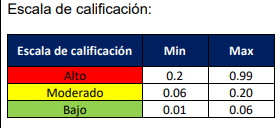 Escala de calificación:
Escala de calificación Min Max
Alto 0.2 0.99
Moderado 0.06 0.20
Bajo 0.01 0.06